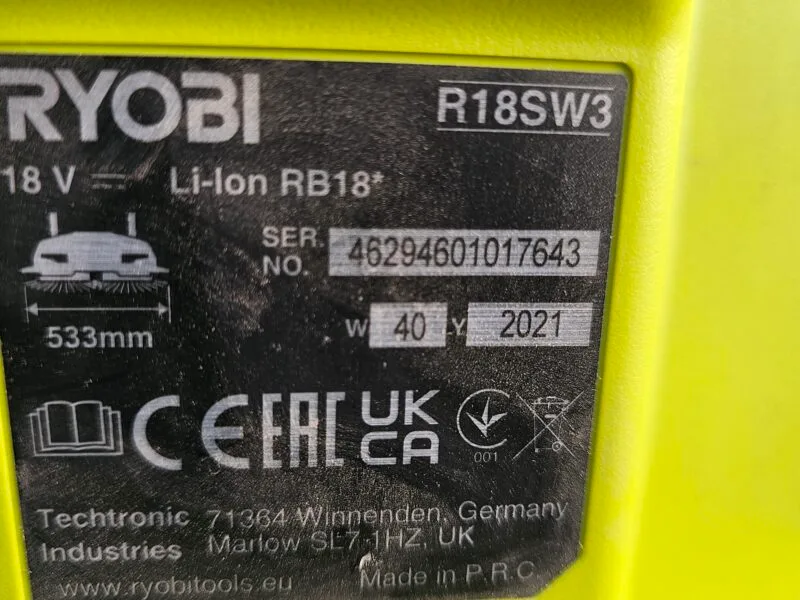 RYOBI
R18SW3
18 V ⎓ Li-Ion RB18*
SER. NO. 46294601017643
W 40 Y 2021
533mm
CE EAC UK CA
001
Techtronic Industries
71364 Winnenden, Germany
Marlow SL7 1HZ, UK
www.ryobitools.eu
Made in P.R.C.